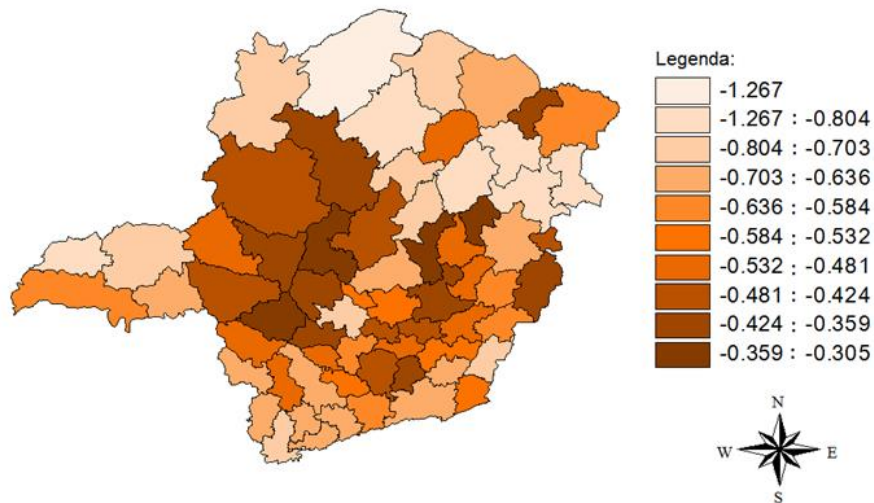 Legenda:
-1.267
-1.267 : -0.804
-0.804 : -0.703
-0.703 : -0.636
-0.636 : -0.584
-0.584 : -0.532
-0.532 : -0.481
-0.481 : -0.424
-0.424 : -0.359
-0.359 : -0.305
N
W E
S